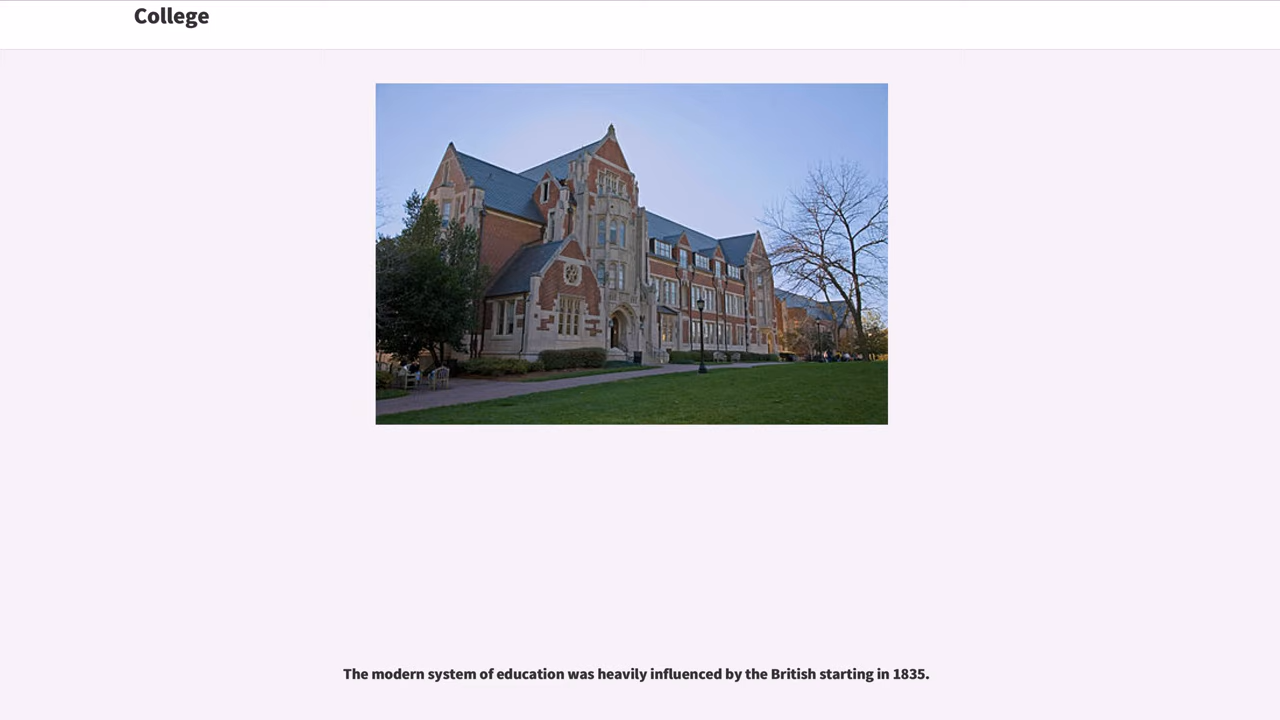 College
The modern system of education was heavily influenced by the British starting in 1835.